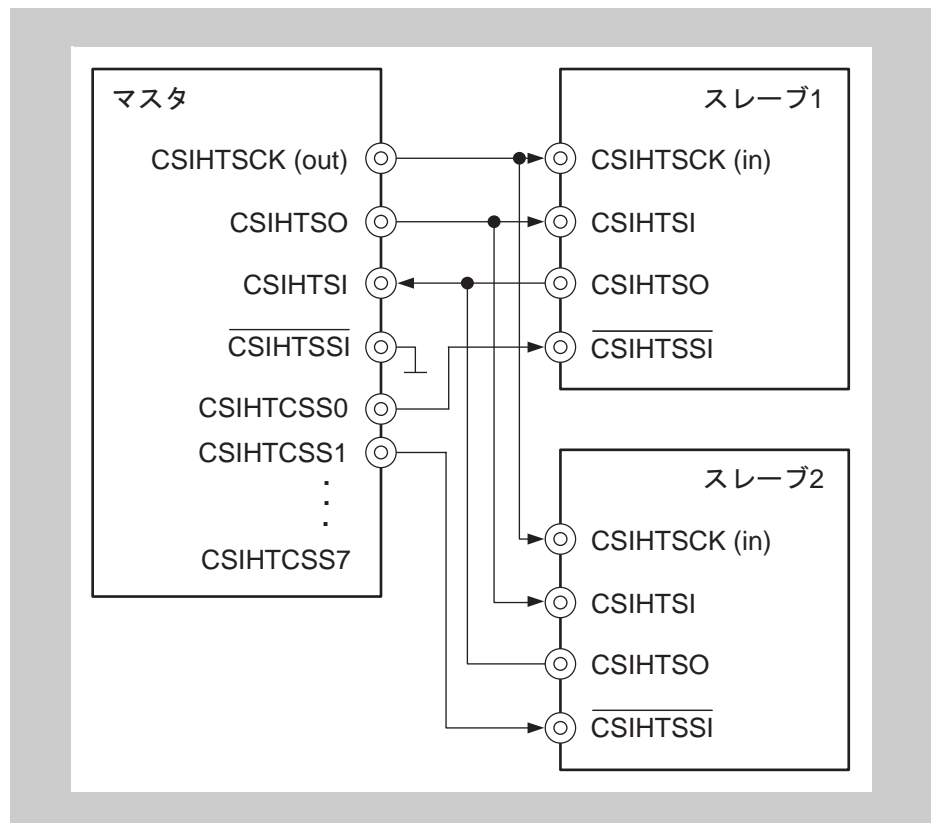 マスタ
CSIHTSCK (out)
CSIHTSO
CSIHTSI
CSIHTSSI
CSIHTCSS0
CSIHTCSS1
CSIHTCSS7
スレーブ1
CSIHTSCK (in)
CSIHTSI
CSIHTSO
CSIHTSSI
スレーブ2
CSIHTSCK (in)
CSIHTSI
CSIHTSO
CSIHTSSI